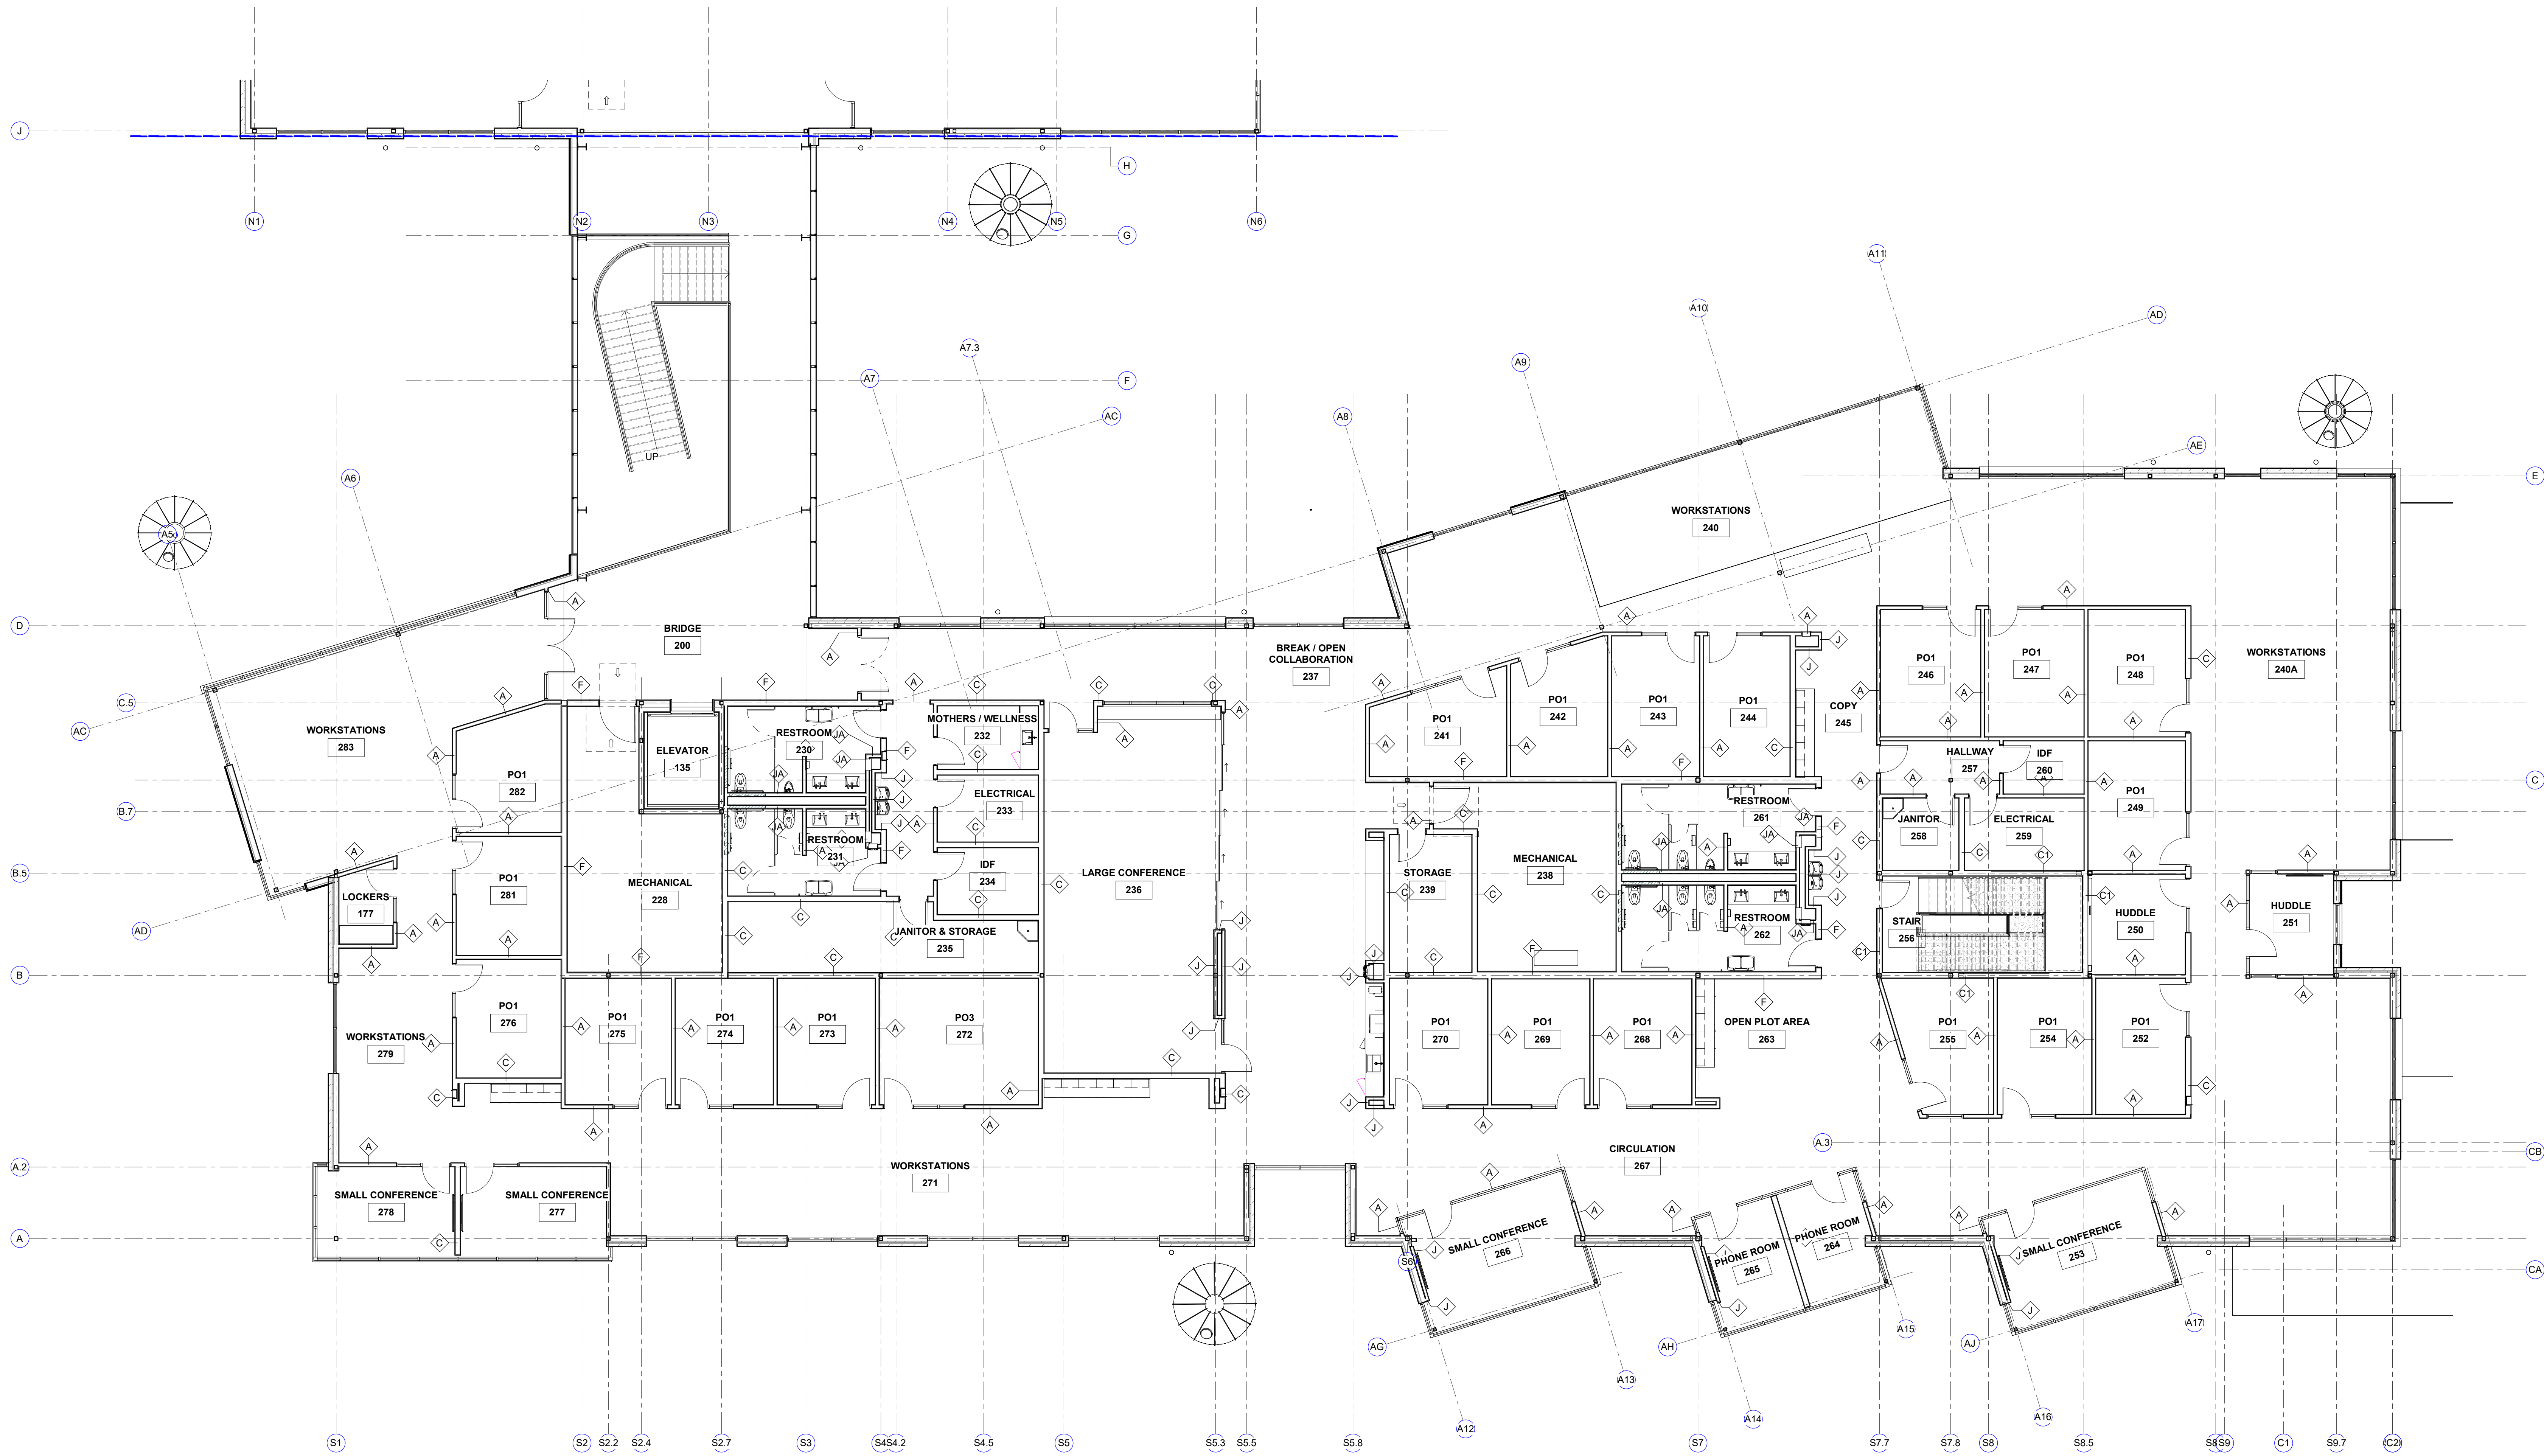 J
H
N1
N2
N3
N4
N5
N6
G
A11
A10
AD
A7.3
A9
A7
F
AC
A8
AE
UP
A6
E
A5
WORKSTATIONS
240
D
BRIDGE
200
BREAK / OPEN
COLLABORATION
237
WORKSTATIONS
240A
PO1
246
PO1
247
PO1
248
C.5
AC
WORKSTATIONS
283
MOTHERS / WELLNESS
232
RESTROOM
230
ELEVATOR
135
PO1
241
PO1
242
PO1
243
PO1
244
COPY
245
HALLWAY
257
IDF
260
C
PO1
282
ELECTRICAL
233
RESTROOM
261
PO1
249
B.7
JANITOR
258
ELECTRICAL
259
RESTROOM
231
B.5
PO1
281
MECHANICAL
228
IDF
234
LARGE CONFERENCE
236
STORAGE
239
MECHANICAL
238
LOCKERS
177
AD
JANITOR & STORAGE
235
RESTROOM
262
STAIR
256
HUDDLE
250
HUDDLE
251
B
PO1
276
WORKSTATIONS
279
PO1
275
PO1
274
PO1
273
PO3
272
PO1
270
PO1
269
PO1
268
OPEN PLOT AREA
263
PO1
255
PO1
254
PO1
252
A.3
CB
CIRCULATION
267
A.2
WORKSTATIONS
271
SMALL CONFERENCE
278
SMALL CONFERENCE
277
A
SMALL CONFERENCE
266
PHONE ROOM
265
PHONE ROOM
264
SMALL CONFERENCE
253
S6
CA
AG
AH
A15
AJ
A17
A13
A12
A14
A16
S1
S2
S2.2
S2.4
S2.7
S3
S4
S4.2
S4.5
S5
S5.3
S5.5
S5.8
S7
S7.7
S7.8
S8
S8.5
S9
C1
S9.7
C2